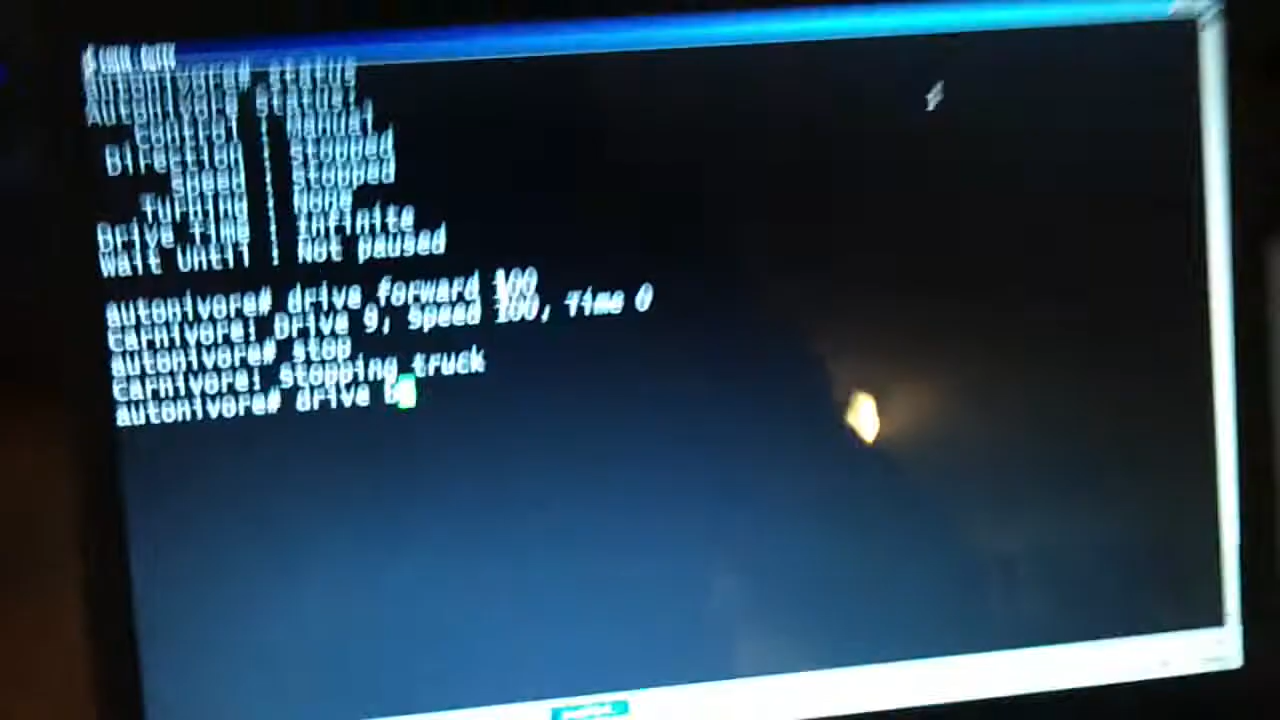 autonivore# status
Autonivore Status:
Control : Manual
Direction : Stopped
Speed : Stopped
Turning : None
Drive Time : Infinite
Wait Until : Not paused
autonivore# drive forward 100
Carnivore: Drive 9, Speed 100, Time 0
autonivore# stop
Carnivore: Stopping truck
autonivore# drive b